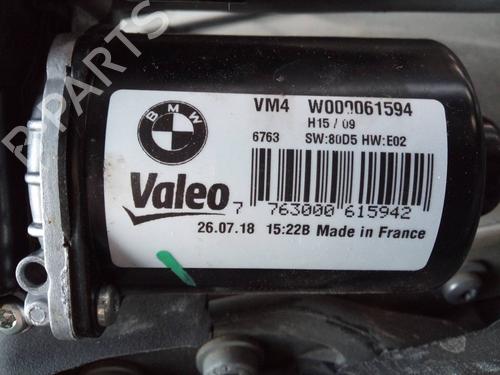 B-PARTS
BMW
VM4 W000061594
H15 / 09
6763 SW:80D5 HW:E02
Valeo
7 763000 615942
26.07.18 15:22B Made in France